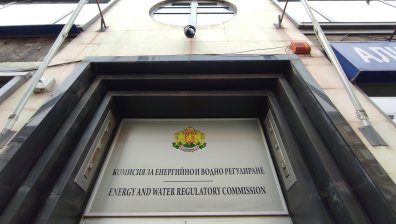 КОМИСИЯ ЗА ЕНЕРГИЙНО И ВОДНО РЕГУЛИРАНЕ
ENERGY AND WATER REGULATORY COMMISSION